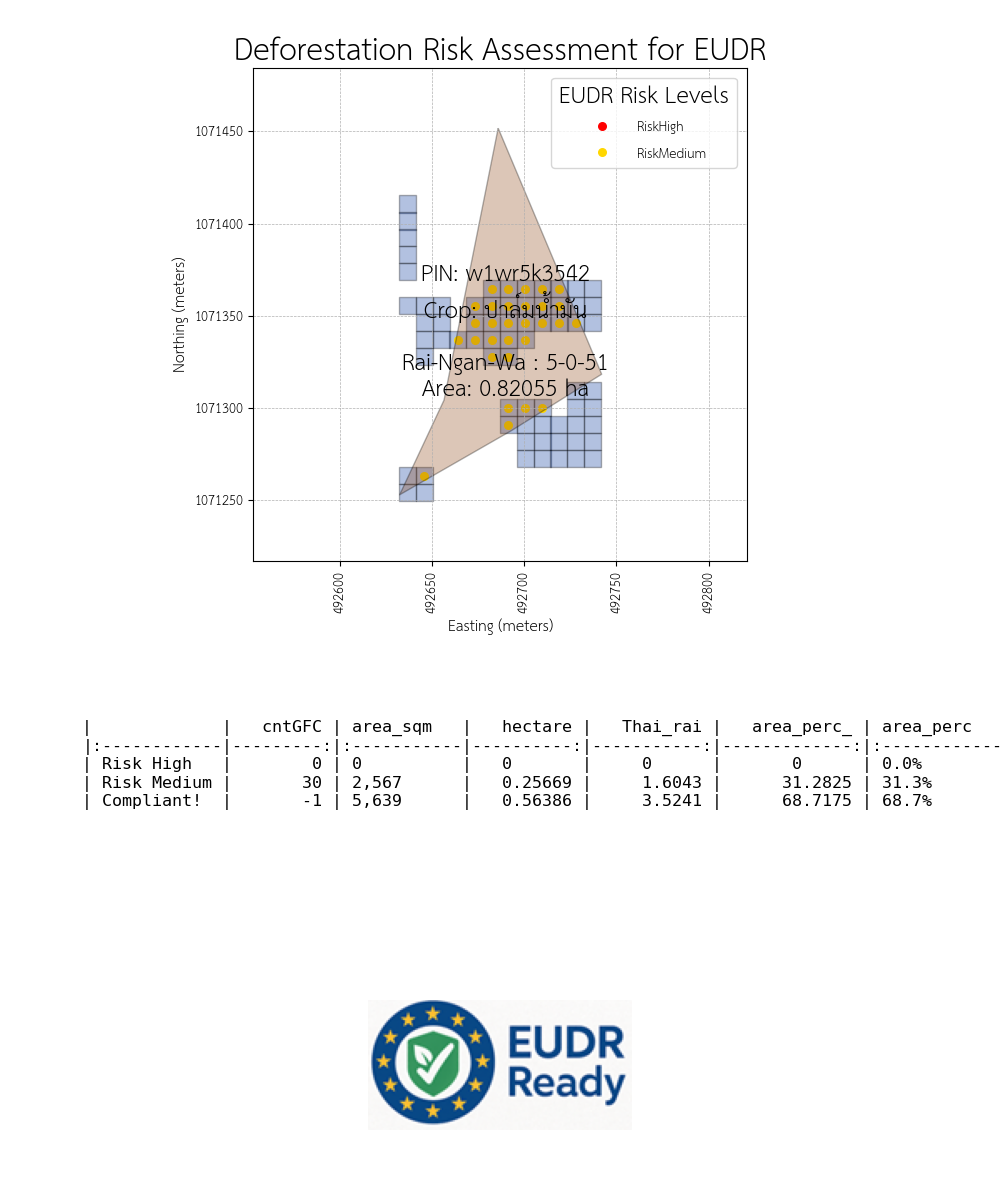 Deforestation Risk Assessment for EUDR
EUDR Risk Levels
RiskHigh
RiskMedium
1071450
1071400
1071350
1071300
1071250
Northing (meters)
PIN: w1wr5k3542
Crop: ปาล์มน้ำมัน
Rai-Ngan-Wa : 5-0-51
Area: 0.82055 ha
492600
492650
492700
492750
492800
Easting (meters)
|             |   cntGFC | area_sqm   |   hectare |   Thai_rai |   area_perc_ | area_perc
|:------------|---------:|:-----------|----------:|-----------:|-------------:|:------------
| Risk High   |        0 | 0          |   0       |     0      |       0      | 0.0%
| Risk Medium |       30 | 2,567      |   0.25669 |     1.6043 |      31.2825 | 31.3%
| Compliant!  |       -1 | 5,639      |   0.56386 |     3.5241 |      68.7175 | 68.7%
EUDR
Ready